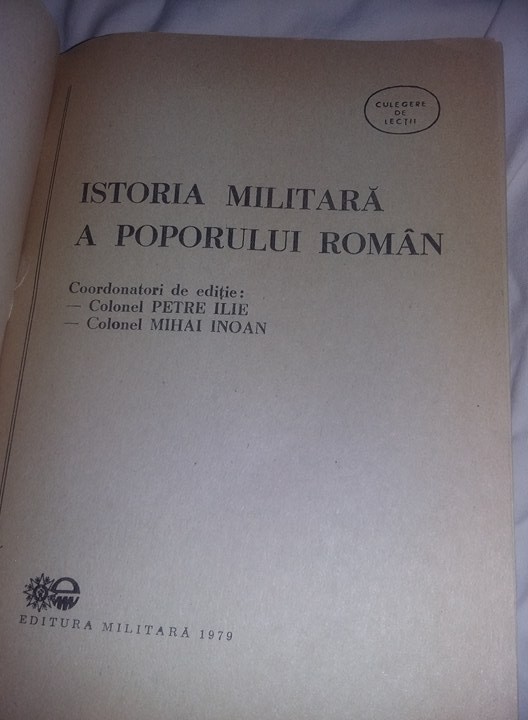 CULEGERE
DE
LECȚII
ISTORIA MILITARĂ
A POPORULUI ROMÂN
Coordonatori de ediție:
— Colonel PETRE ILIE
— Colonel MIHAI INOAN
EDITURA MILITARĂ 1979